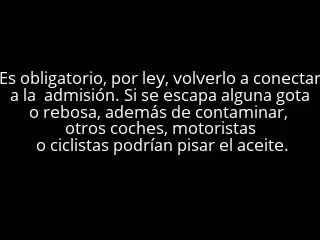 Es obligatorio, por ley, volverlo a conectar
a la  admisión. Si se escapa alguna gota
o rebosa, además de contaminar,
otros coches, motoristas
o ciclistas podrían pisar el aceite.